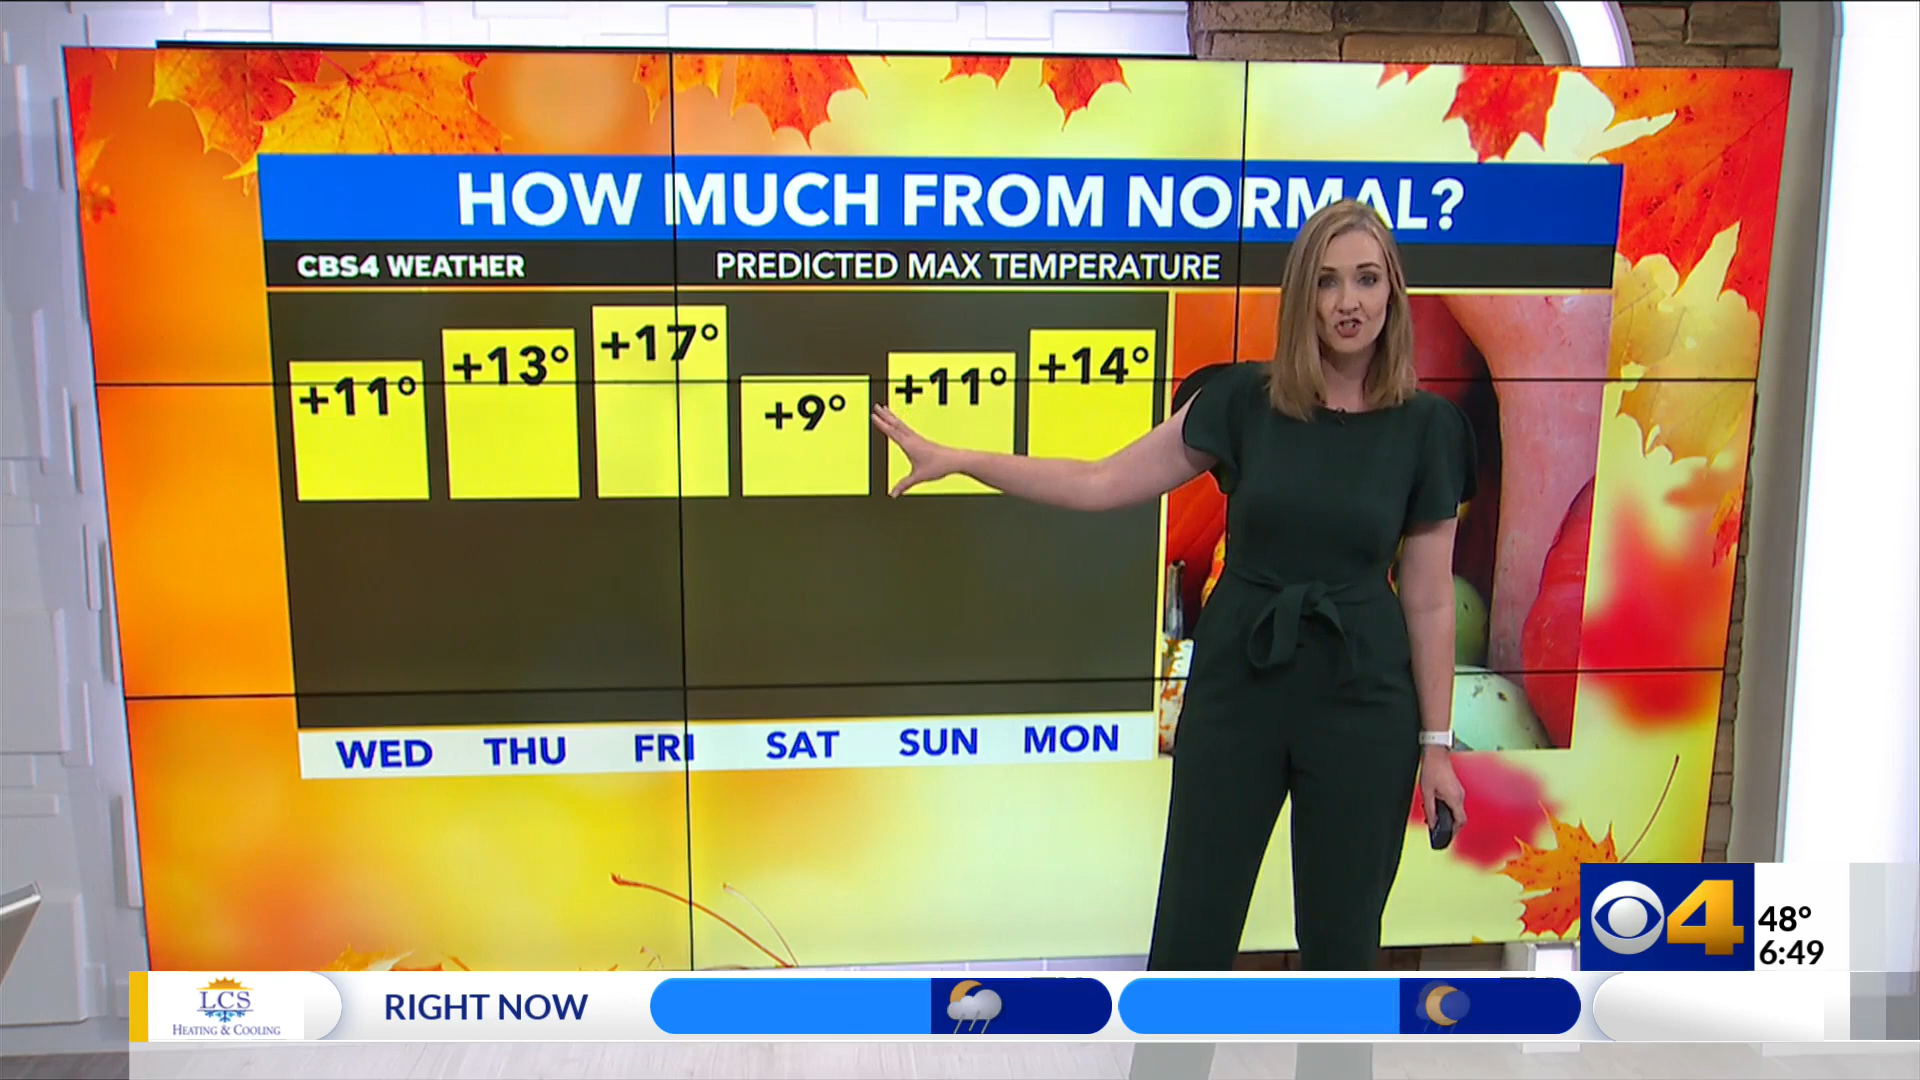 HOW MUCH FROM NORMAL?
CBS4 WEATHER PREDICTED MAX TEMPERATURE
+11° +13° +17° +9° +11° +14°
WED THU FRI SAT SUN MON
4 48°
6:49
LCS
HEATING & COOLING
RIGHT NOW